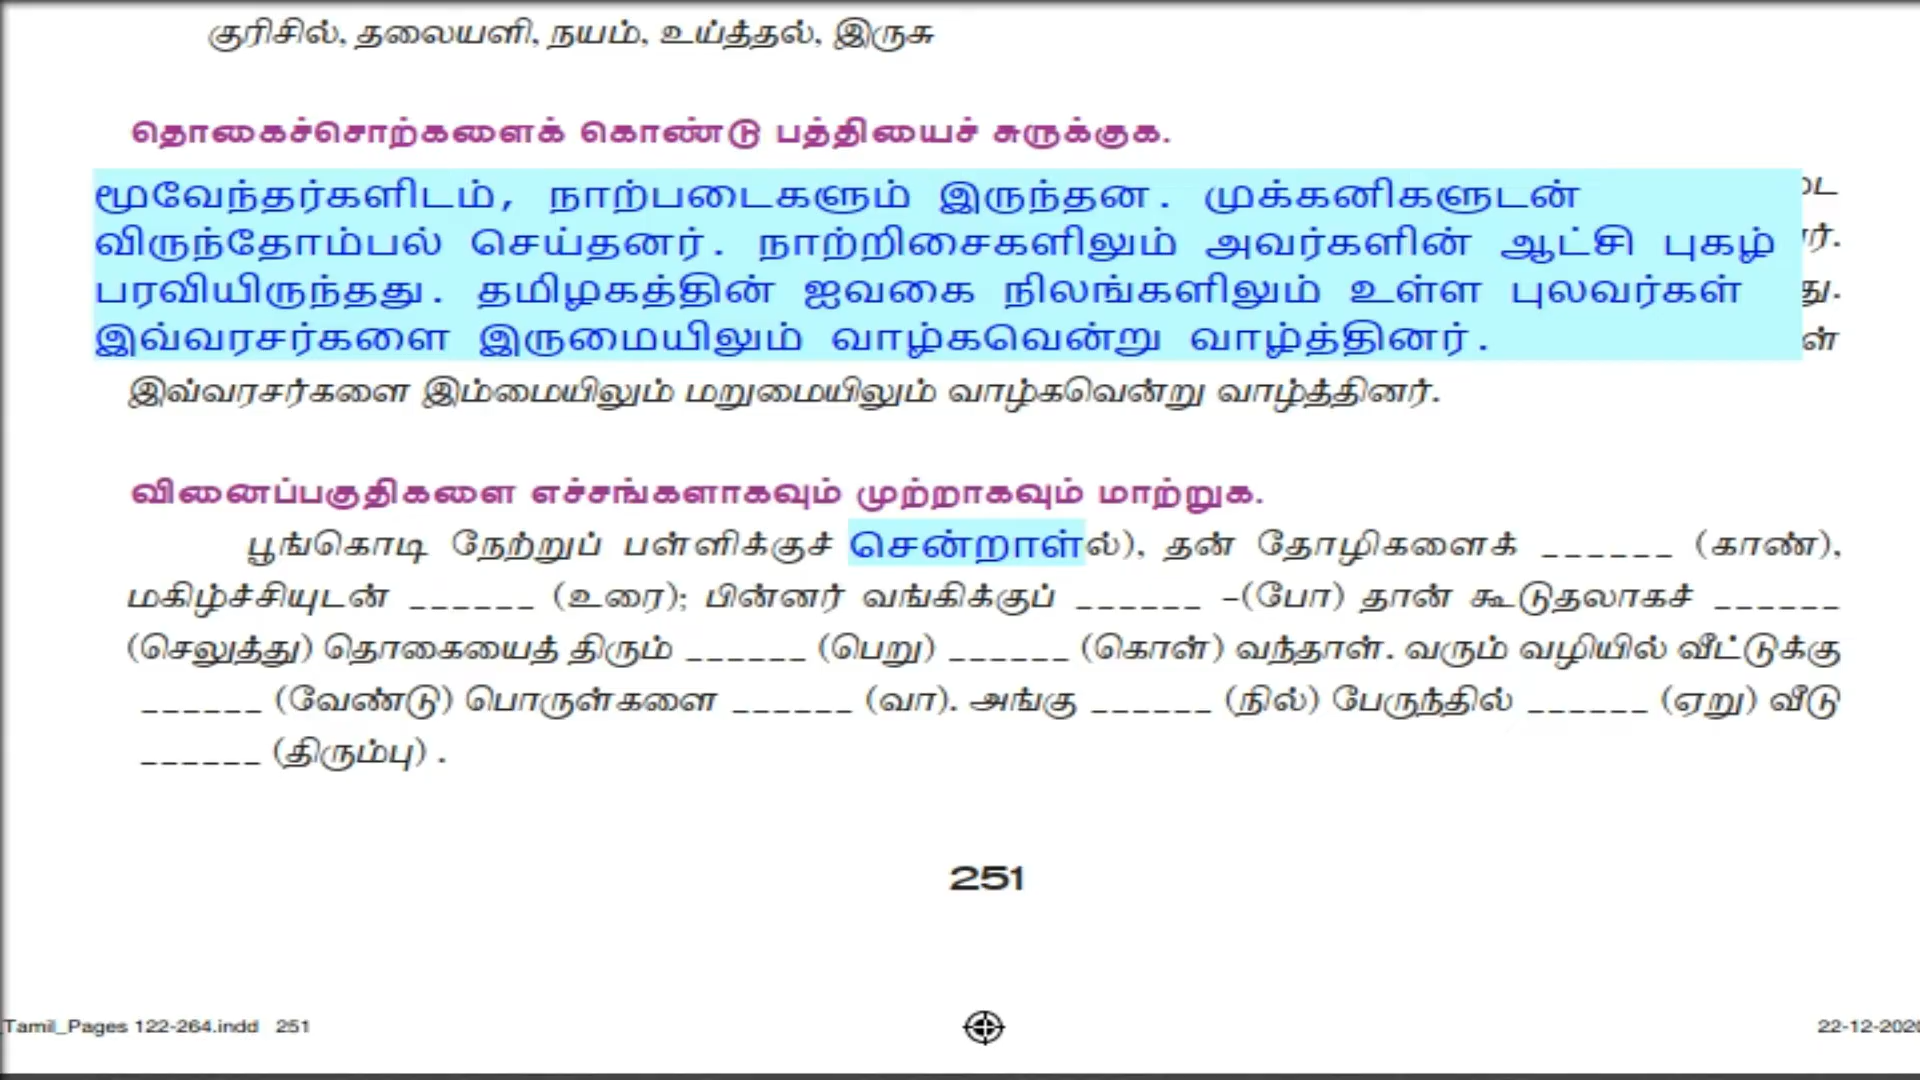 குரிசில், தலையளி, நயம், உய்த்தல், இருசு
தொகைச்சொற்களைக் கொண்டு பத்தியைச் சுருக்குக.
மூவேந்தர்களிடம், நாற்படைகளும் இருந்தன. முக்கனிகளுடன்
விருந்தோம்பல் செய்தனர். நாற்றிசைகளிலும் அவர்களின் ஆட்சி புகழ்
பரவியிருந்தது. தமிழகத்தின் ஐவகை நிலங்களிலும் உள்ள புலவர்கள்
இவ்வரசர்களை இருமையிலும் வாழ்கவென்று வாழ்த்தினர்.
இவ்வரசர்களை இம்மையிலும் மறுமையிலும் வாழ்கவென்று வாழ்த்தினர்.
வினைப்பகுதிகளை எச்சங்களாகவும் முற்றாகவும் மாற்றுக.
பூங்கொடி நேற்றுப் பள்ளிக்குச் சென்றாள்ல்), தன் தோழிகளைக் ______ (காண்),
மகிழ்ச்சியுடன் ______ (உரை); பின்னர் வங்கிக்குப் ______ -(போ) தான் கூடுதலாகச் ______
(செலுத்து) தொகையைத் திரும் ______ (பெறு) ______ (கொள்) வந்தாள். வரும் வழியில் வீட்டுக்கு
______ (வேண்டு) பொருள்களை ______ (வா). அங்கு ______ (நில்) பேருந்தில் ______ (ஏறு) வீடு
______ (திரும்பு) .
251
_Tamil_Pages 122-264.indd 251
22-12-2020